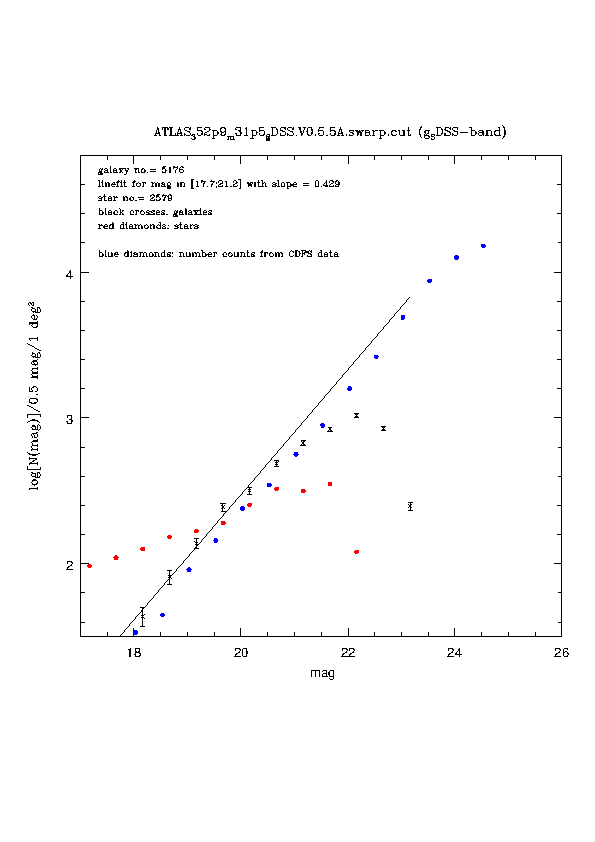 ATLAS352p9m31p5gDSS.V0.5.5A.swarp.cut (gSDSS-band)
galaxy no.= 5176
linefit for mag in [17.7;21.2] with slope = 0.429
star no.= 2579
black crosses: galaxies
red diamonds: stars
blue diamonds: number counts from CDFS data
4
3
2
log[N(mag)]/0.5 mag/1 deg²
18 20 22 24 26
mag